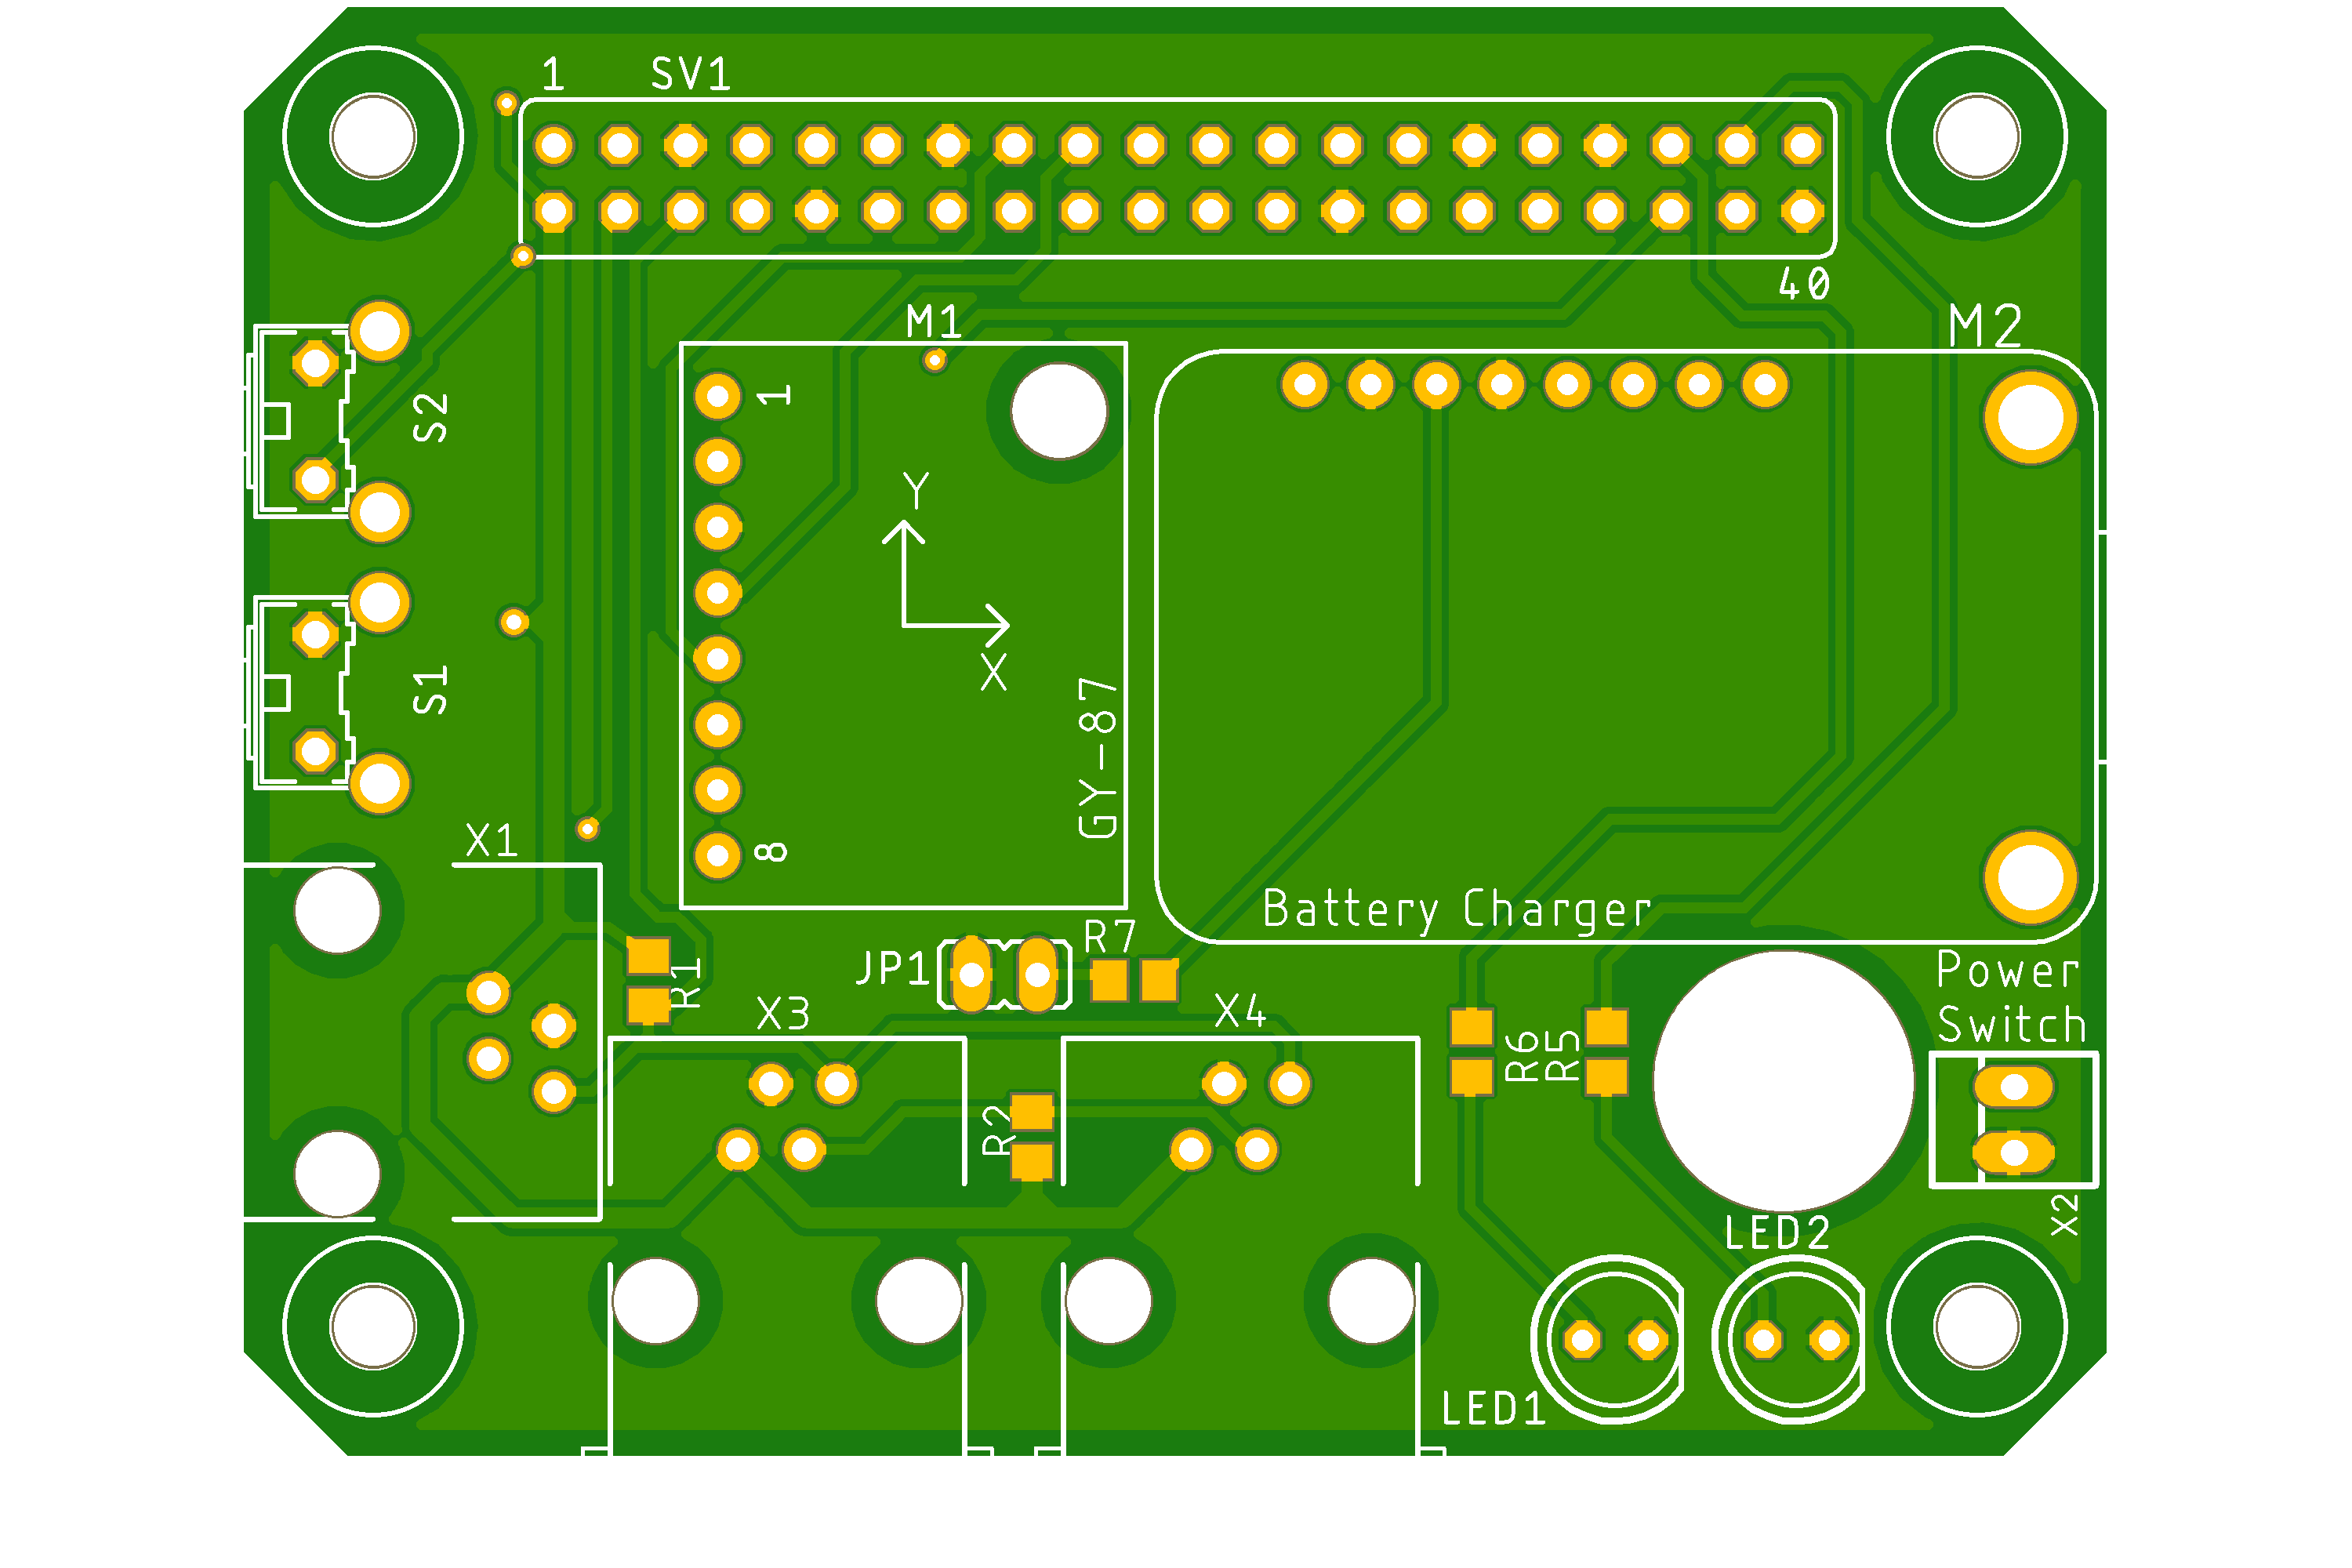 1
SV1
40
M1
M2
1
S2
Y
X
S1
GY-87
X1
8
Battery Charger
R7
JP1
R1
X3
X4
Power
Switch
R6
R5
R2
X2
LED2
LED1